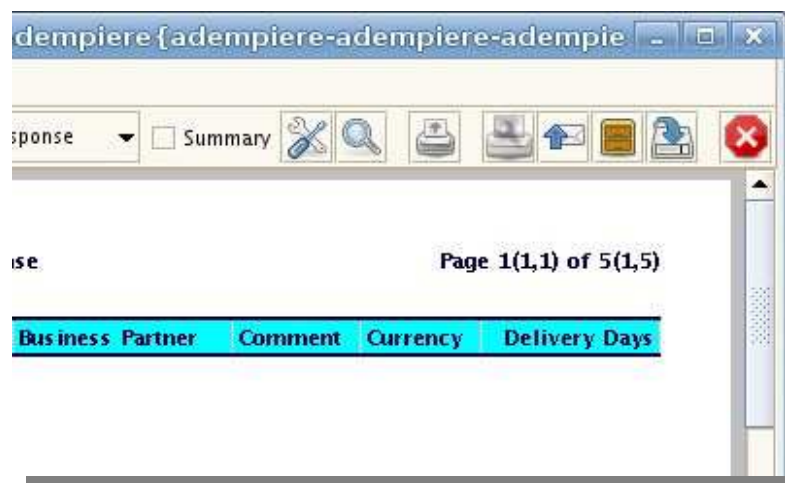 dempiere {adempiere-adempiere-adempie
sponse Summary
se Page 1(1,1) of 5(1,5)
Business Partner Comment Currency Delivery Days